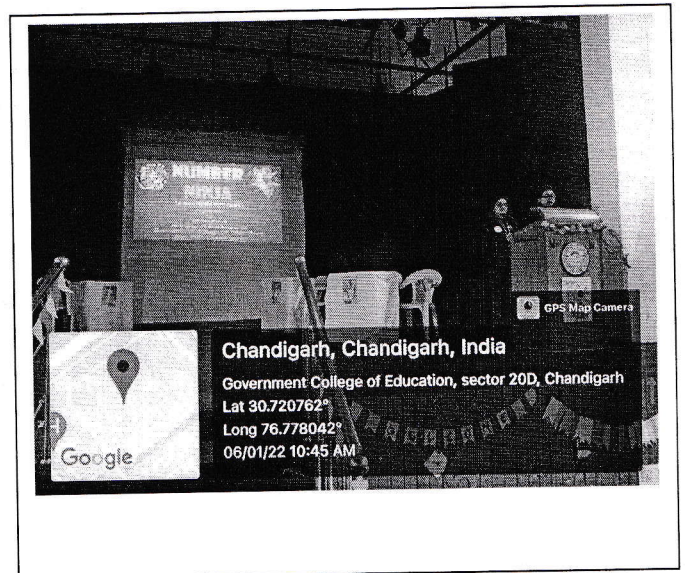 NUMBER
NINJA
GPS Map Camera
Chandigarh, Chandigarh, India
Government College of Education, sector 20D, Chandigarh
Lat 30.720762°
Long 76.778042°
06/01/22 10:45 AM
Google